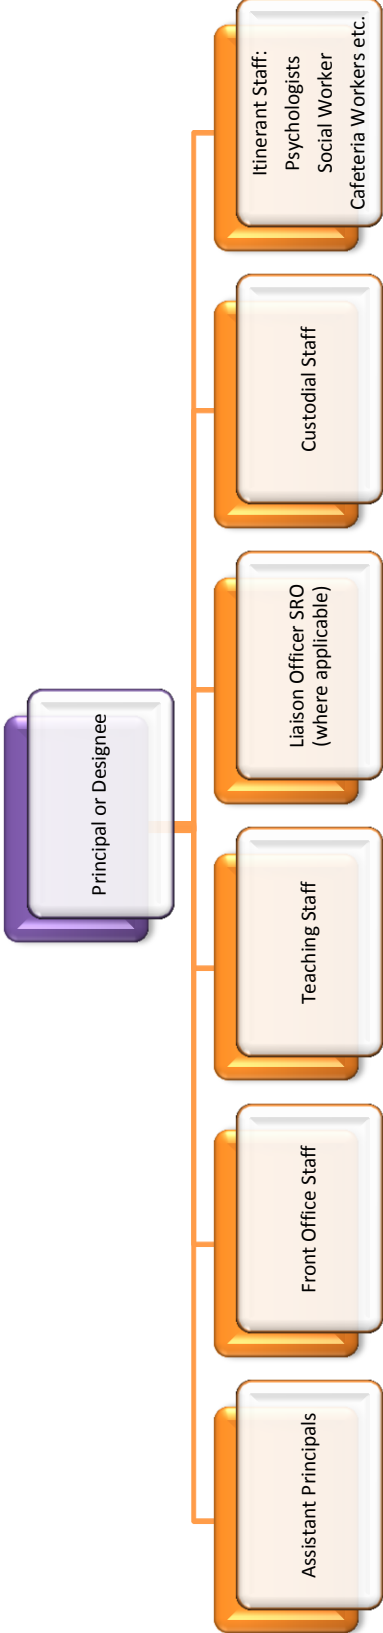 Principal or Designee
Assistant Principals
Front Office Staff
Teaching Staff
Liaison Officer SRO
(where applicable)
Custodial Staff
Itinerant Staff:
Psychologists
Social Worker
Cafeteria Workers etc.